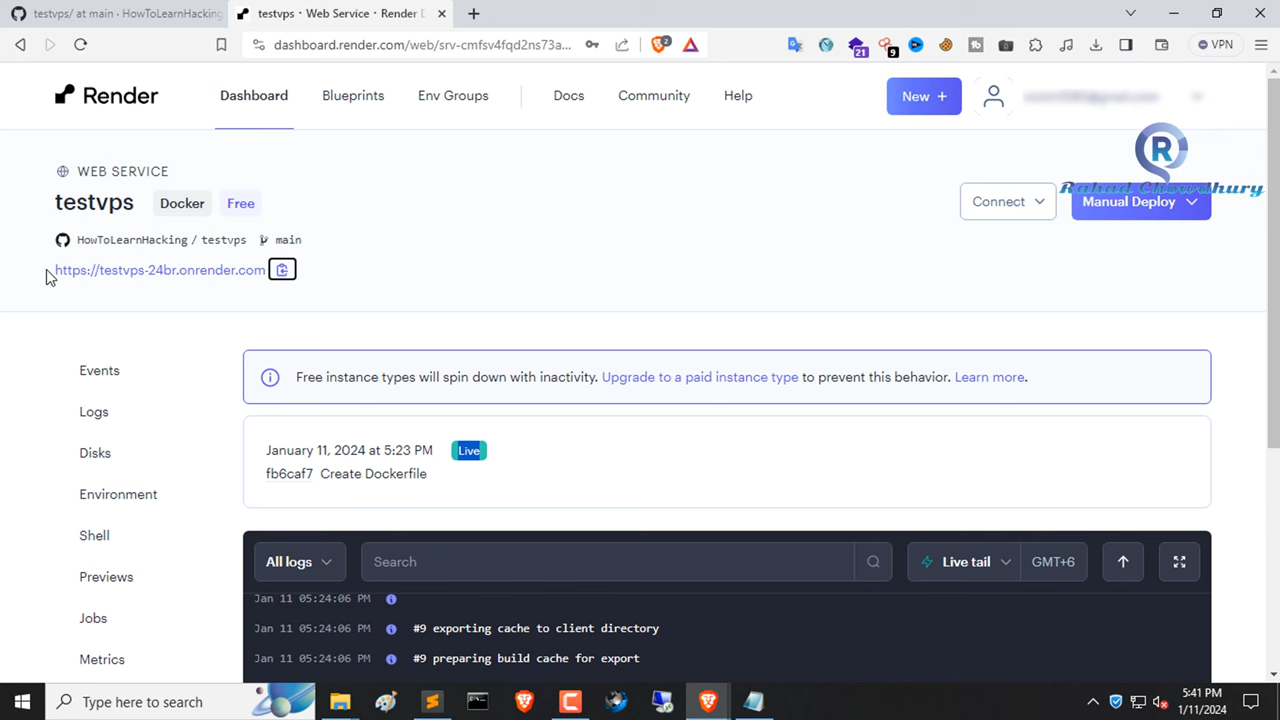 testvps/ at main · HowToLearnHacking
testvps · Web Service · Render D
dashboard.render.com/web/srv-cmfsv4fqd2ns73a...
2
21
9
VPN
Render
Dashboard
Blueprints
Env Groups
Docs
Community
Help
New +
WEB SERVICE
testvps
Docker
Free
Connect
Manual Deploy
R
Rahad Chowdhury
HowToLearnHacking / testvps
main
https://testvps-24br.onrender.com
Events
Logs
Disks
Environment
Shell
Previews
Jobs
Metrics
Free instance types will spin down with inactivity. Upgrade to a paid instance type to prevent this behavior. Learn more.
January 11, 2024 at 5:23 PM
Live
fb6caf7 Create Dockerfile
All logs
Search
Live tail
GMT+6
Jan 11 05:24:06 PM
Jan 11 05:24:06 PM #9 exporting cache to client directory
Jan 11 05:24:06 PM #9 preparing build cache for export
Type here to search
5:41 PM
1/11/2024